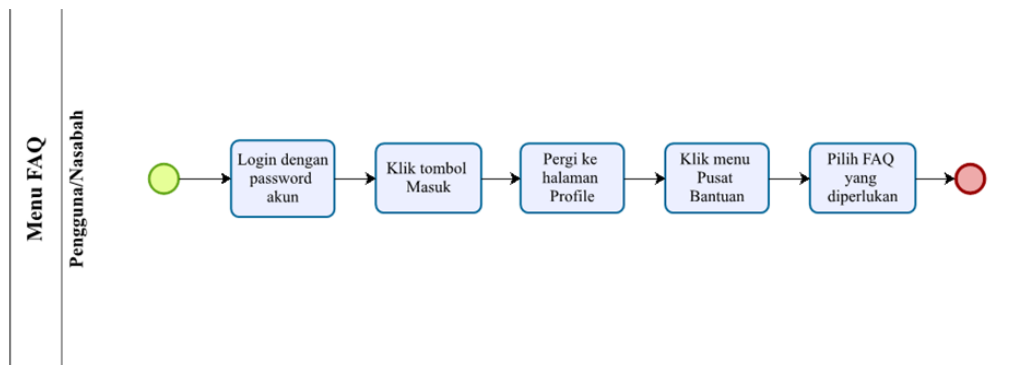 Menu FAQ
Pengguna/Nasabah
Login dengan
password
akun
Klik tombol
Masuk
Pergi ke
halaman
Profile
Klik menu
Pusat
Bantuan
Pilih FAQ
yang
diperlukan